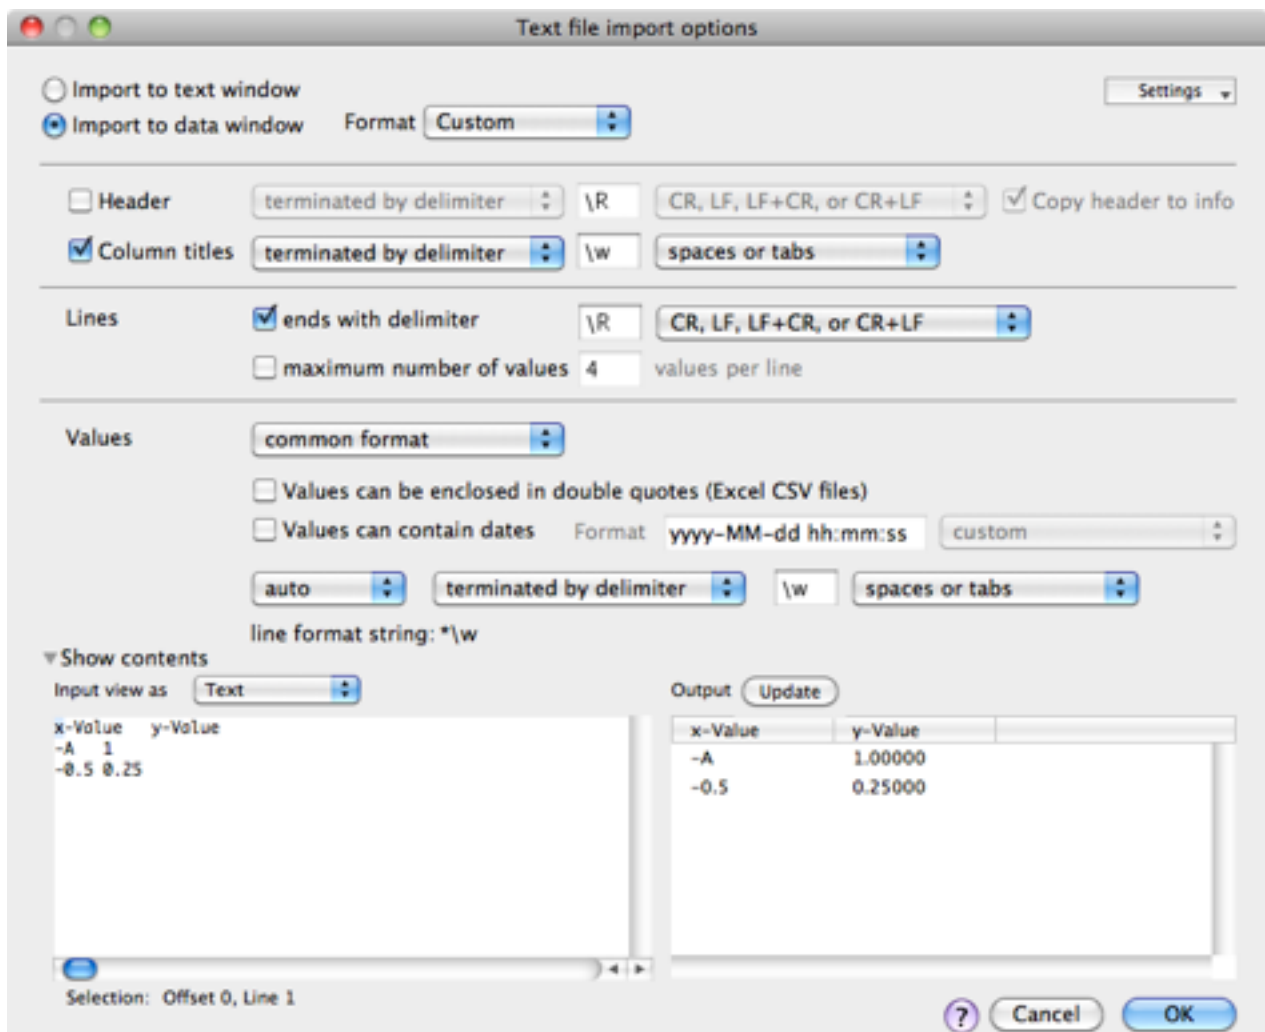 Text file import options
Import to text window
Settings
Import to data window Format Custom
Header terminated by delimiter \R CR, LF, LF+CR, or CR+LF Copy header to info
Column titles terminated by delimiter \w spaces or tabs
Lines ends with delimiter \R CR, LF, LF+CR, or CR+LF
maximum number of values 4 values per line
Values common format
Values can be enclosed in double quotes (Excel CSV files)
Values can contain dates Format yyyy-MM-dd hh:mm:ss custom
auto terminated by delimiter \w spaces or tabs
line format string: *\w
Show contents
Input view as Text Output Update
x-Value y-Value
-A 1
-0.5 0.25
x-Value y-Value
-A 1.00000
-0.5 0.25000
Selection: Offset 0, Line 1
? Cancel OK